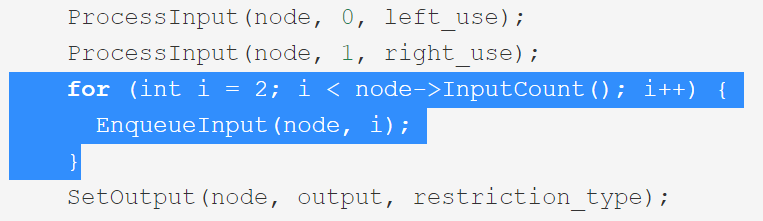 ProcessInput(node, 0, left_use);
ProcessInput(node, 1, right_use);
for (int i = 2; i < node->InputCount(); i++) {
  EnqueueInput(node, i);
}
SetOutput(node, output, restriction_type);